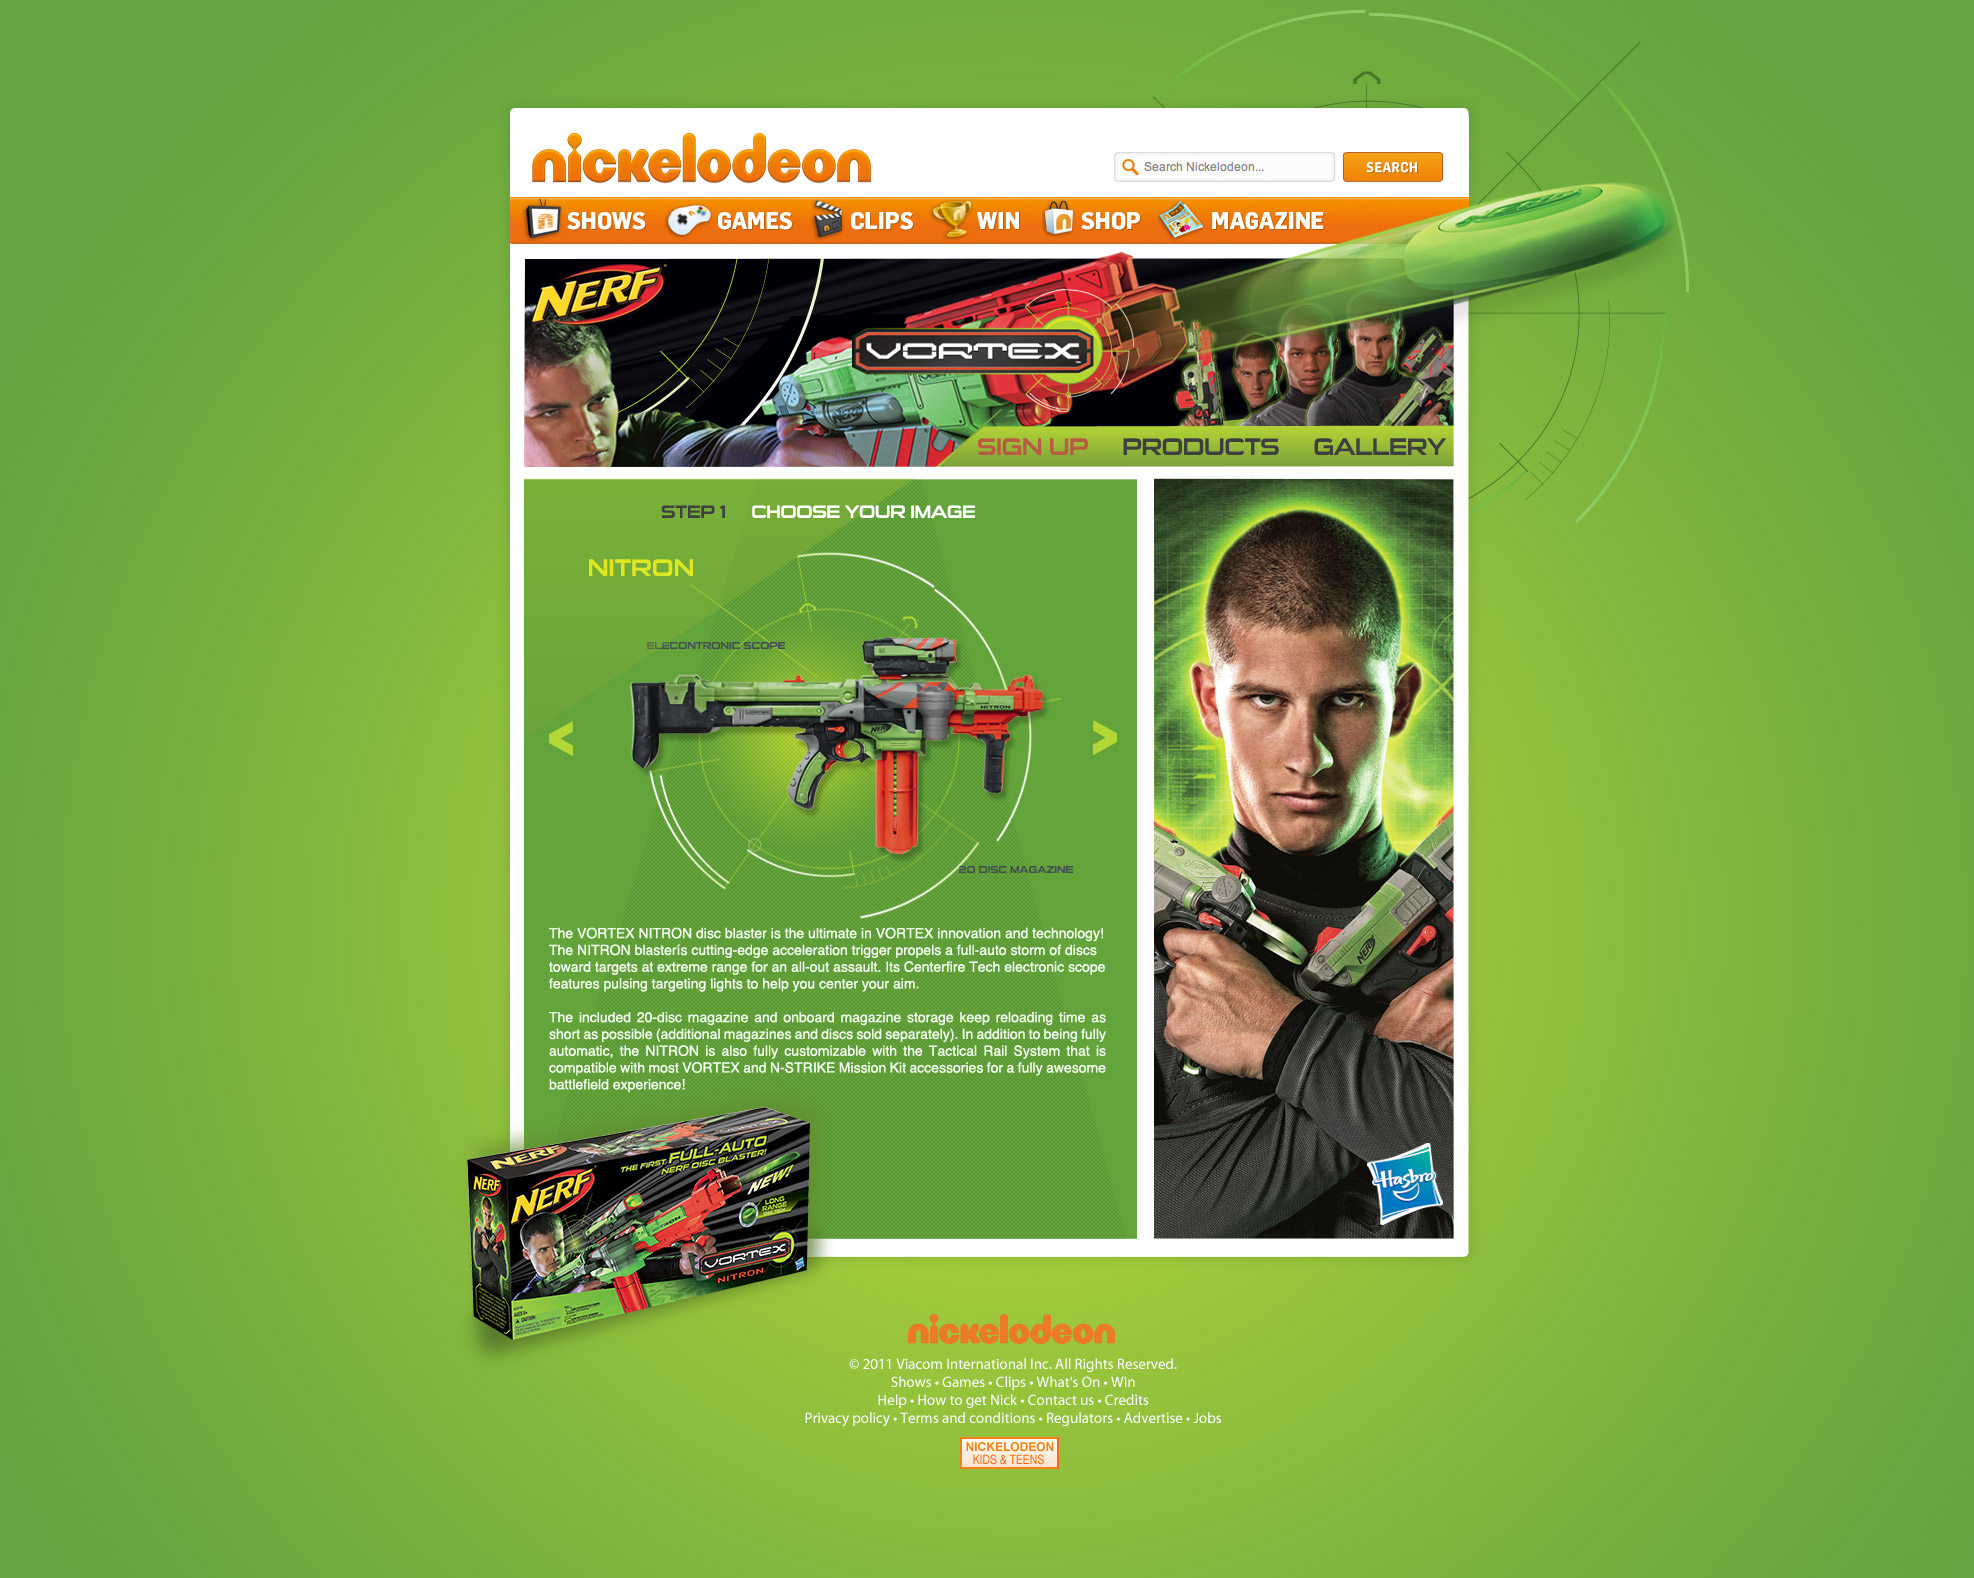 nickelodeon
Search Nickelodeon...
SEARCH
SHOWS
GAMES
CLIPS
WIN
SHOP
MAGAZINE
NERF
VORTEX
SIGN UP
PRODUCTS
GALLERY
STEP 1 CHOOSE YOUR IMAGE
NITRON
ELECONTRONIC SCOPE
VORTEX
NITRON
NERF
<
>
20 DISC MAGAZINE
The VORTEX NITRON disc blaster is the ultimate in VORTEX innovation and technology!
The NITRON blasterís cutting-edge acceleration trigger propels a full-auto storm of discs
toward targets at extreme range for an all-out assault. Its Centerfire Tech electronic scope
features pulsing targeting lights to help you center your aim.
The included 20-disc magazine and onboard magazine storage keep reloading time as
short as possible (additional magazines and discs sold separately). In addition to being fully
automatic, the NITRON is also fully customizable with the Tactical Rail System that is
compatible with most VORTEX and N-STRIKE Mission Kit accessories for a fully awesome
battlefield experience!
NERF
Hasbro
VORTEX
NERF
NERF
NERF
THE FIRST FULL-AUTO
NERF DISC BLASTER!
NEW!
LONG
RANGE
VORTEX
NITRON
nickelodeon
© 2011 Viacom International Inc. All Rights Reserved.
Shows • Games • Clips • What's On • Win
Help • How to get Nick • Contact us • Credits
Privacy policy • Terms and conditions • Regulators • Advertise • Jobs
NICKELODEON
KIDS & TEENS